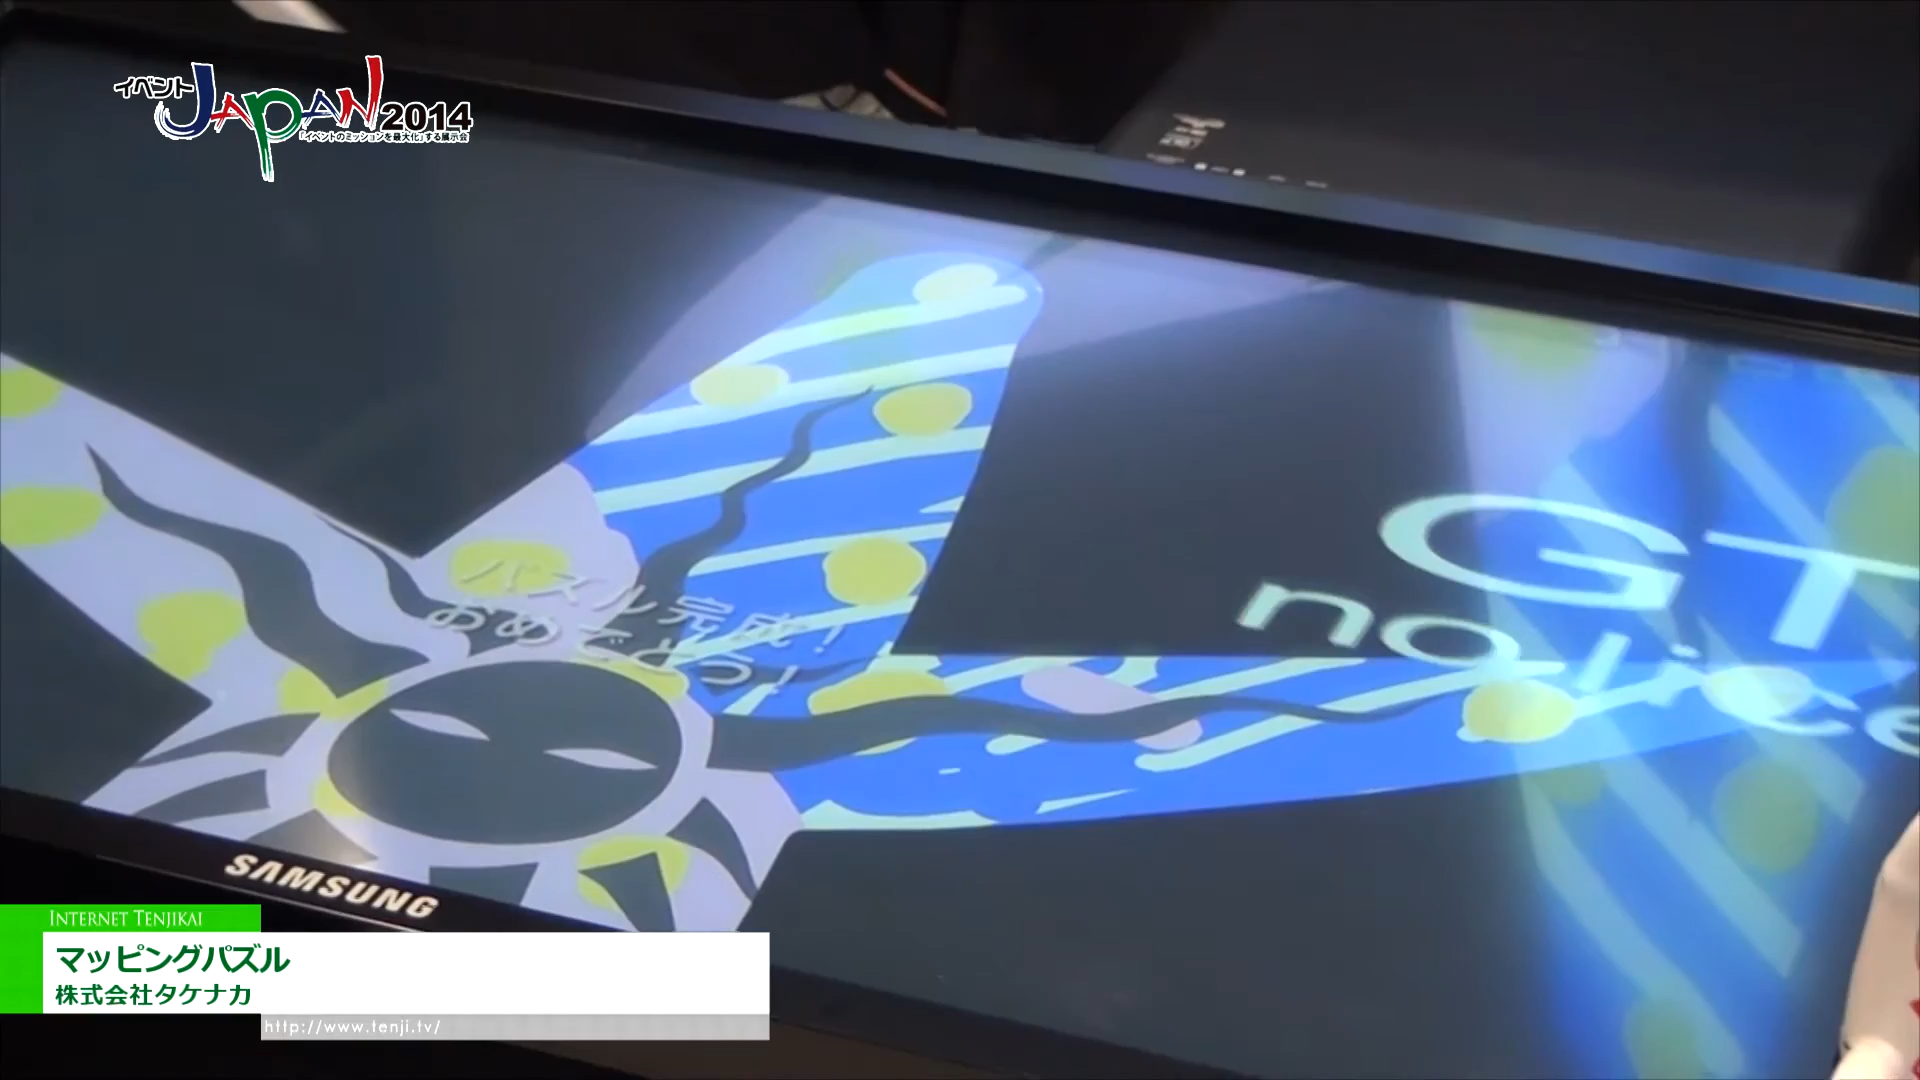 イベント JAPAN 2014
「イベントのミッションを最大化」する展示会
パズル完成!
おめでとう!
GT
notice
SAMSUNG
INTERNET TENJIKAI
マッピングパズル
株式会社タケナカ
http://www.tenji.tv/